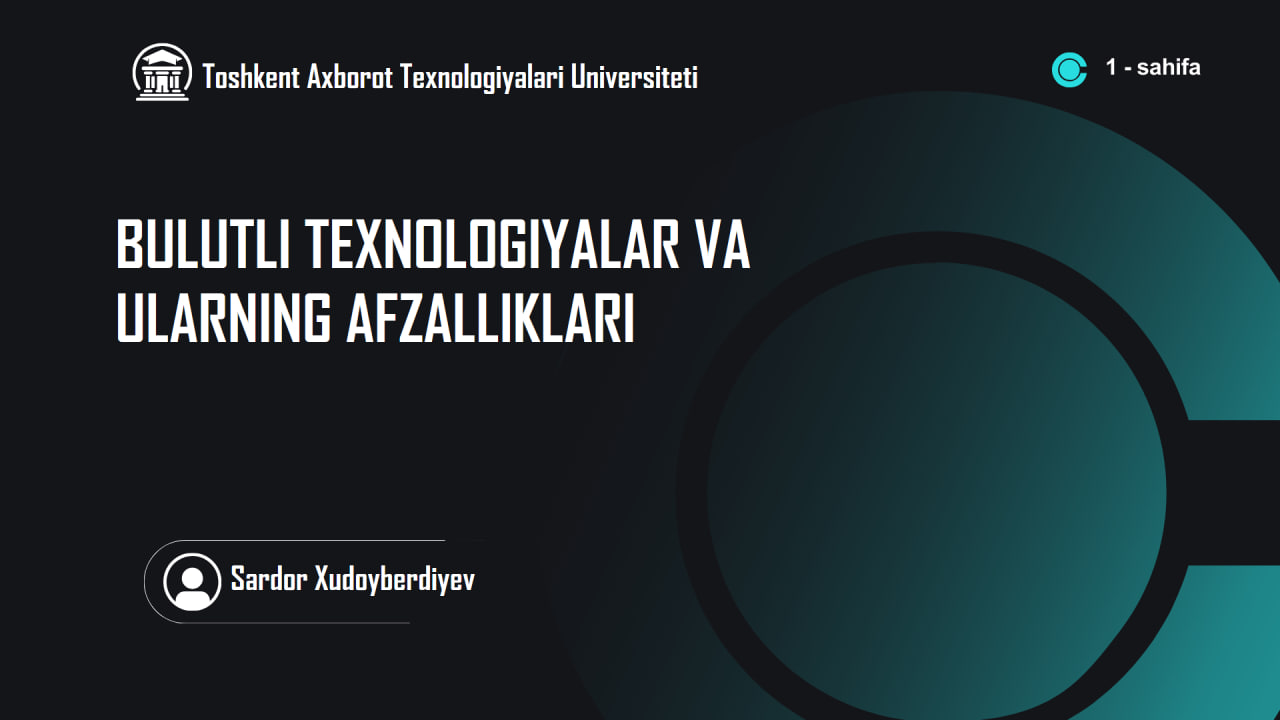 Toshkent Axborot Texnologiyalari Universiteti
1 - sahifa
BULUTLI TEXNOLOGIYALAR VA
ULARNING AFZALLIKLARI
Sardor Xudoyberdiyev